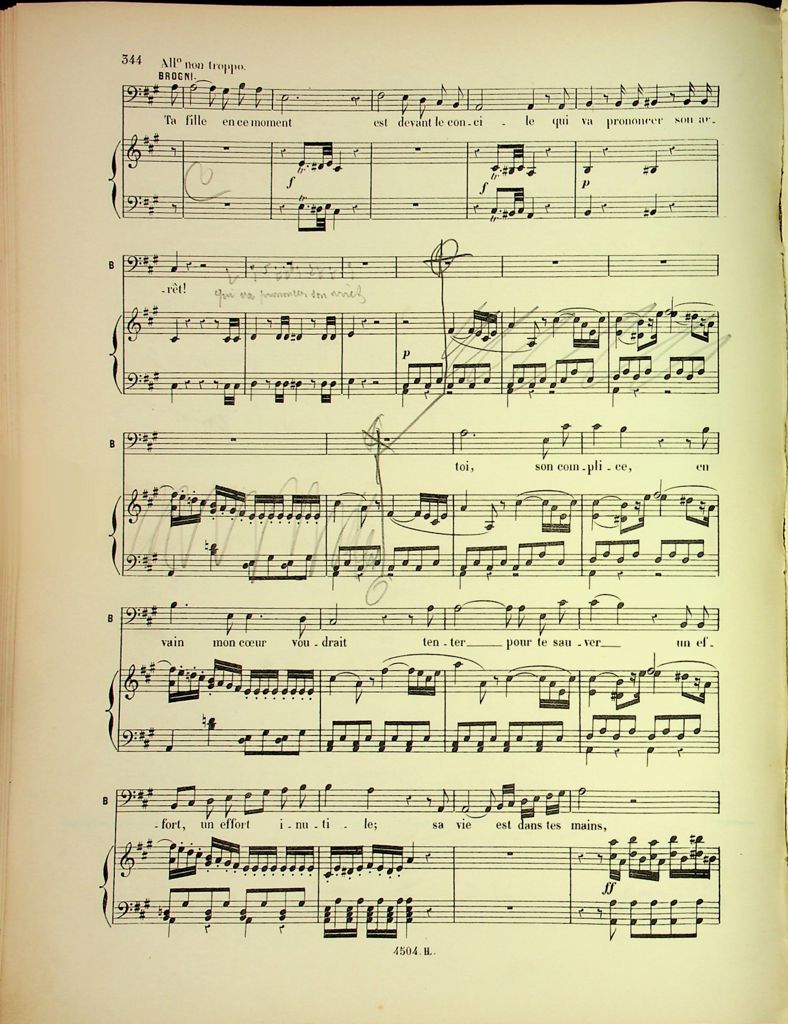 344 All⁰ non troppo.
BROGNI.
Ta fille en ce moment est devant le con - ci - le qui va prononcer son ar-
f f p
B
- rêt!
qui va prononcer son arrêt
p
B
toi, son com - pli - ce, en
B
vain mon cœur vou - drait ten - ter pour te sau - ver un ef-
B
- fort, un effort i - nu - ti - le; sa vie est dans tes mains,
ff
4504. H.